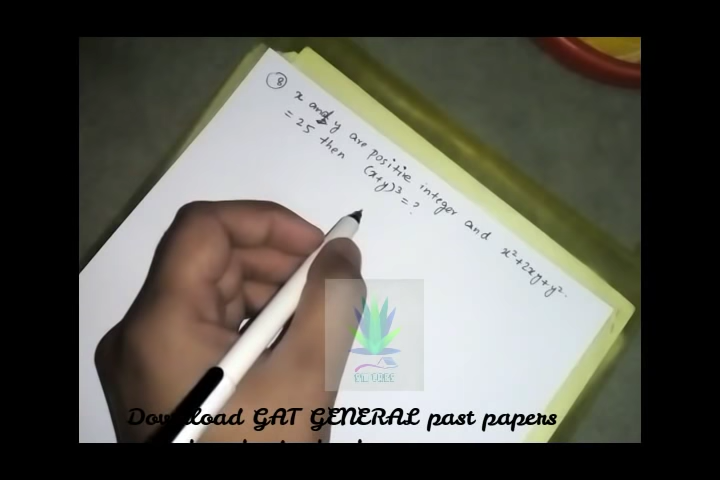 8
x and y are positive integer and x²+2xy+y².
= 25 then (x+y)³ = ?
Download GAT GENERAL past papers